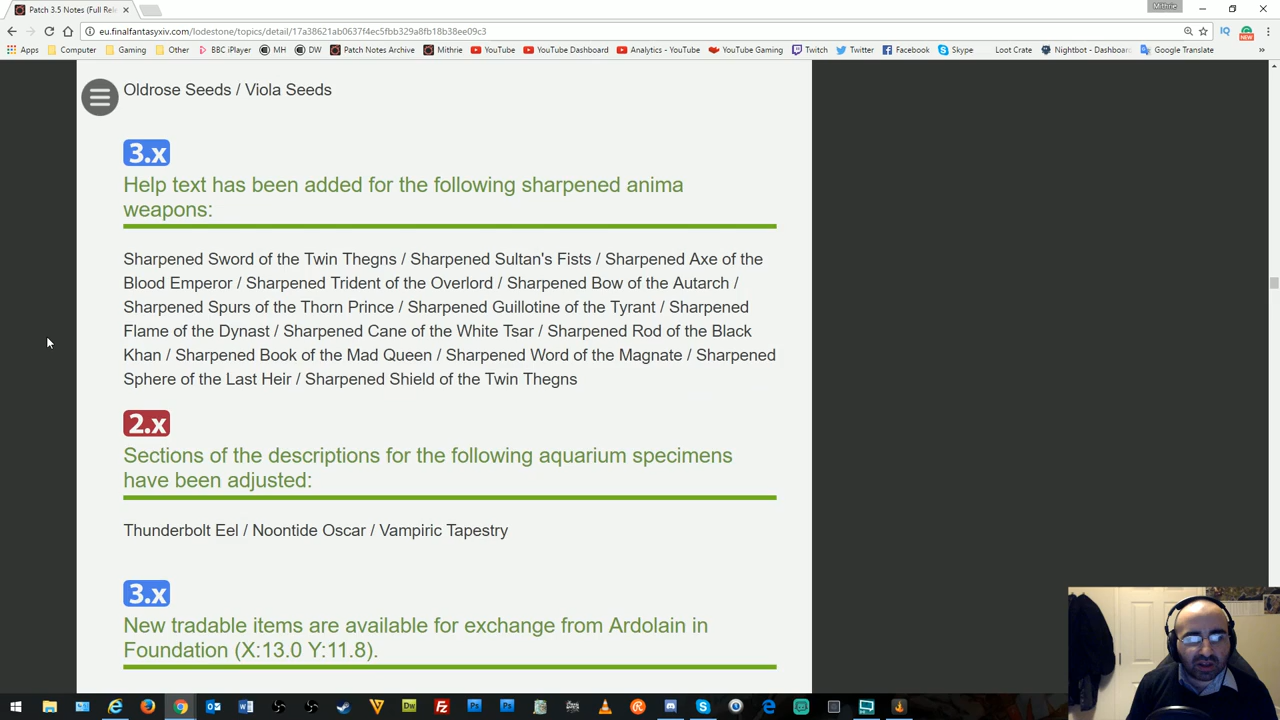 Mithrie
Patch 3.5 Notes (Full Rele
eu.finalfantasyxiv.com/lodestone/topics/detail/17a38621ab0637f4ec5fbb329a8fb18b38ee09c3
Apps Computer Gaming Other BBC iPlayer MH DW Patch Notes Archive Mithrie YouTube YouTube Dashboard Analytics - YouTube YouTube Gaming Twitch Twitter Facebook Skype Loot Crate Nightbot - Dashboard Google Translate »
Oldrose Seeds / Viola Seeds
3.x
Help text has been added for the following sharpened anima
weapons:
Sharpened Sword of the Twin Thegns / Sharpened Sultan's Fists / Sharpened Axe of the
Blood Emperor / Sharpened Trident of the Overlord / Sharpened Bow of the Autarch /
Sharpened Spurs of the Thorn Prince / Sharpened Guillotine of the Tyrant / Sharpened
Flame of the Dynast / Sharpened Cane of the White Tsar / Sharpened Rod of the Black
Khan / Sharpened Book of the Mad Queen / Sharpened Word of the Magnate / Sharpened
Sphere of the Last Heir / Sharpened Shield of the Twin Thegns
2.x
Sections of the descriptions for the following aquarium specimens
have been adjusted:
Thunderbolt Eel / Noontide Oscar / Vampiric Tapestry
3.x
New tradable items are available for exchange from Ardolain in
Foundation (X:13.0 Y:11.8).